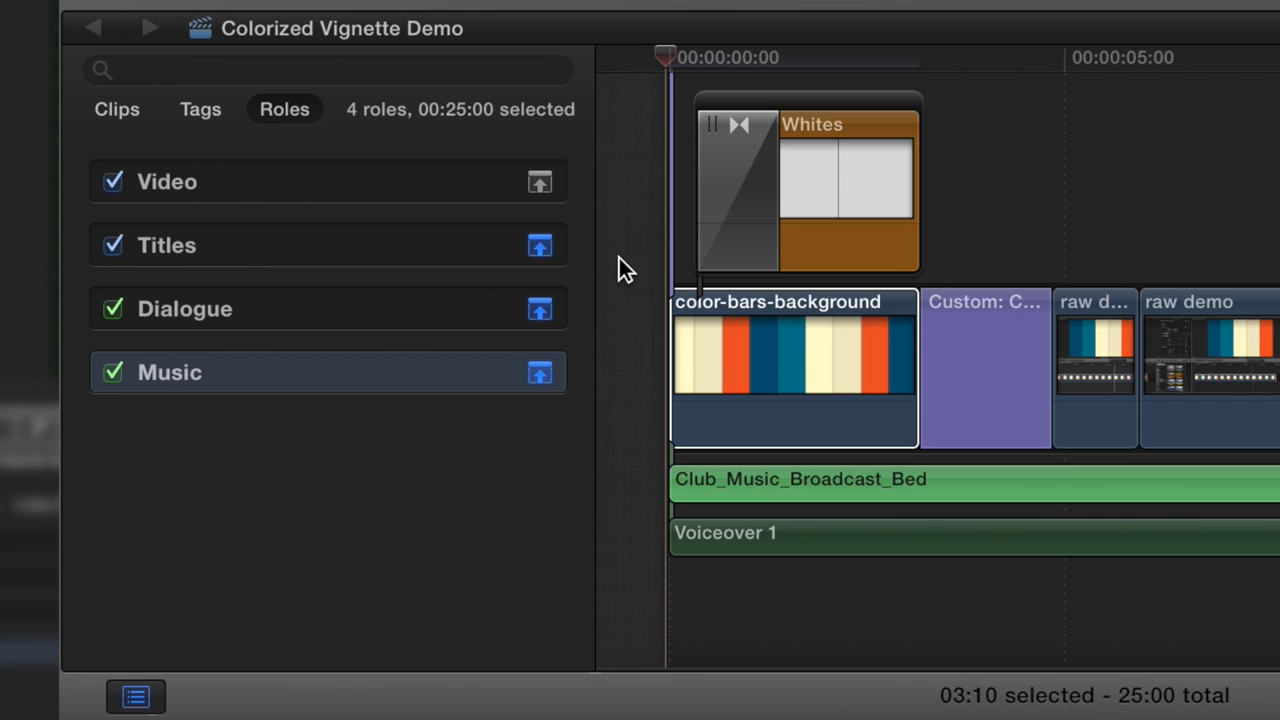 Colorized Vignette Demo
00:00:00:00
00:00:05:00
Clips
Tags
Roles
4 roles, 00:25:00 selected
Whites
Video
Titles
Dialogue
Music
color-bars-background
Custom: C...
raw d...
raw demo
Club_Music_Broadcast_Bed
Voiceover 1
03:10 selected - 25:00 total